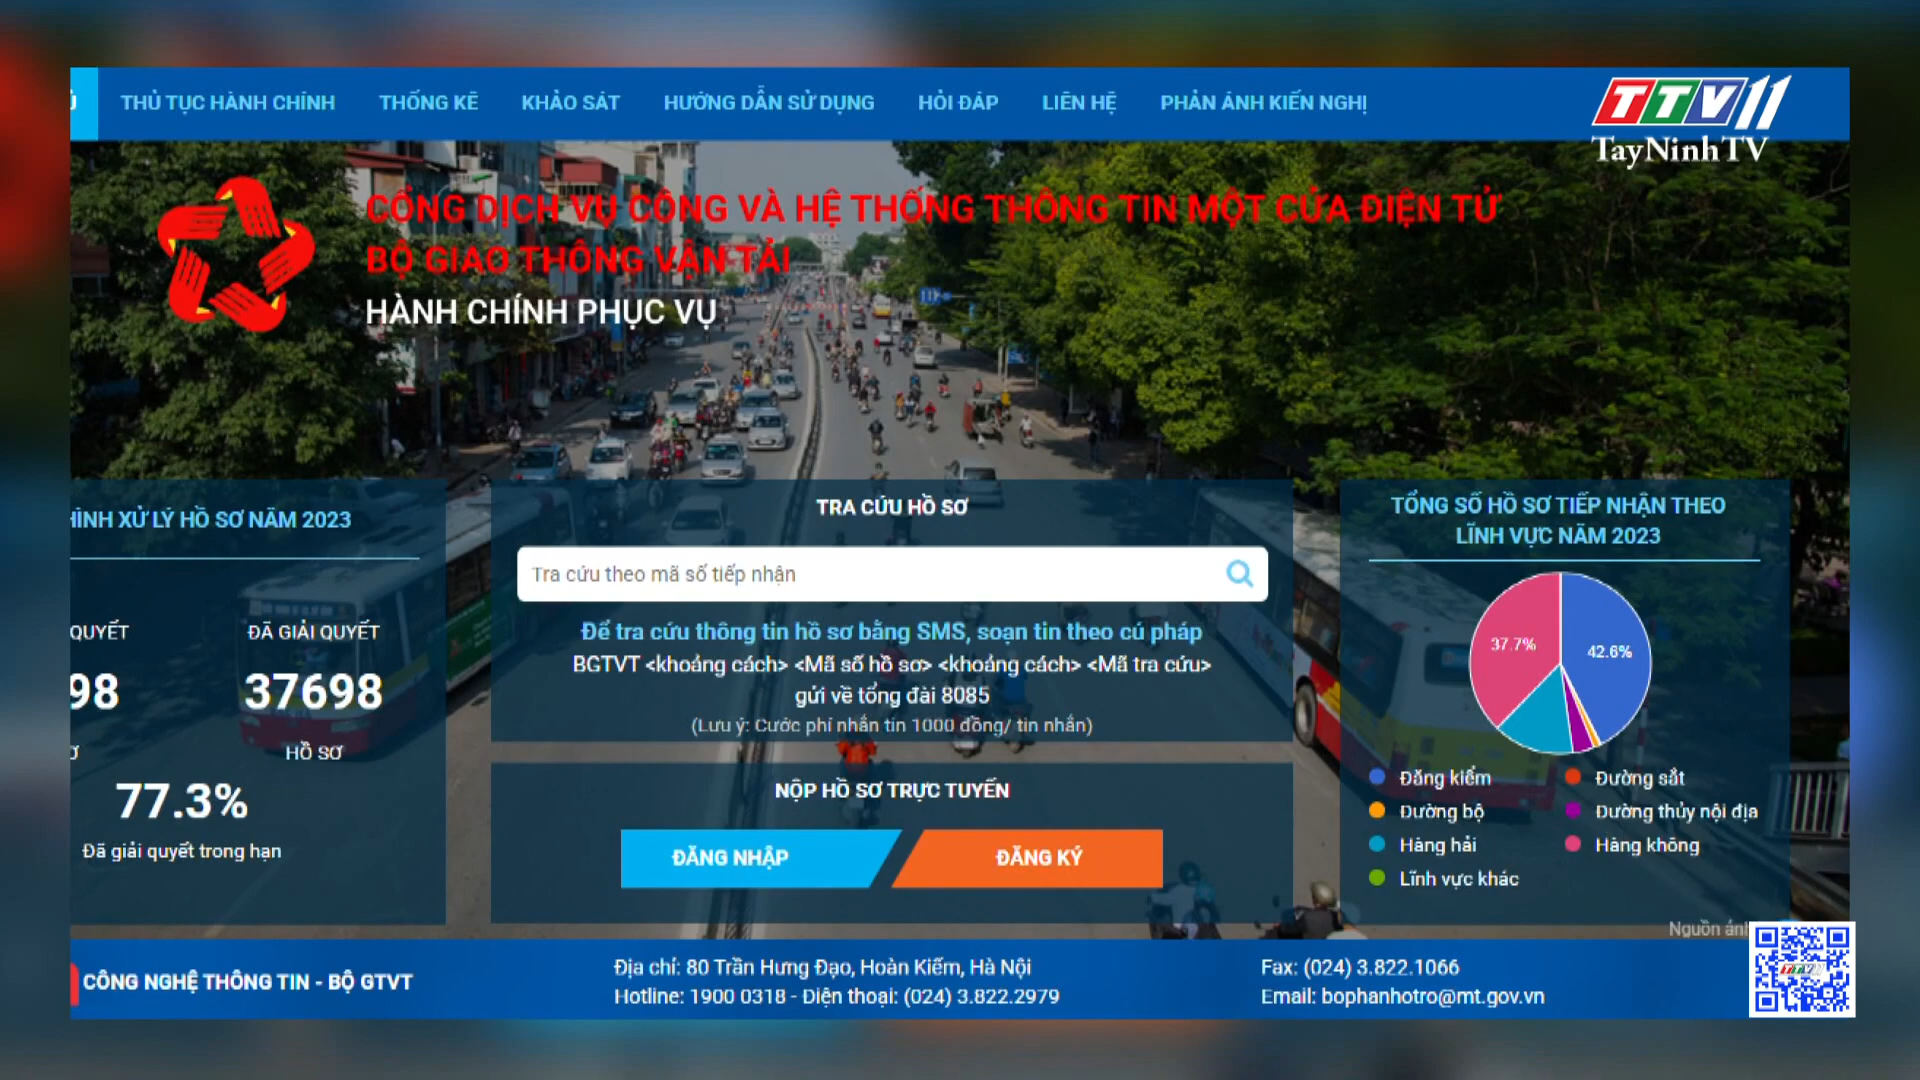 THỦ TỤC HÀNH CHÍNH THỐNG KÊ KHẢO SÁT HƯỚNG DẪN SỬ DỤNG HỎI ĐÁP LIÊN HỆ PHẢN ÁNH KIẾN NGHỊ
TTV11
TayNinhTV
CỔNG DỊCH VỤ CÔNG VÀ HỆ THỐNG THÔNG TIN MỘT CỬA ĐIỆN TỬ
BỘ GIAO THÔNG VẬN TẢI
HÀNH CHÍNH PHỤC VỤ
HÌNH XỬ LÝ HỒ SƠ NĂM 2023
QUYẾT
98
ĐÃ GIẢI QUYẾT
37698
HỒ SƠ
77.3%
Đã giải quyết trong hạn
TRA CỨU HỒ SƠ
Tra cứu theo mã số tiếp nhận
Để tra cứu thông tin hồ sơ bằng SMS, soạn tin theo cú pháp
BGTVT <khoảng cách> <Mã số hồ sơ> <khoảng cách> <Mã tra cứu>
gửi về tổng đài 8085
(Lưu ý: Cước phí nhắn tin 1000 đồng/ tin nhắn)
NỘP HỒ SƠ TRỰC TUYẾN
ĐĂNG NHẬP ĐĂNG KÝ
TỔNG SỐ HỒ SƠ TIẾP NHẬN THEO
LĨNH VỰC NĂM 2023
37.7% 42.6%
Đăng kiểm Đường sắt
Đường bộ Đường thủy nội địa
Hàng hải Hàng không
Lĩnh vực khác
Nguồn ảnh
CÔNG NGHỆ THÔNG TIN - BỘ GTVT
Địa chỉ: 80 Trần Hưng Đạo, Hoàn Kiếm, Hà Nội
Hotline: 1900 0318 - Điện thoại: (024) 3.822.2979
Fax: (024) 3.822.1066
Email: bophanhotro@mt.gov.vn